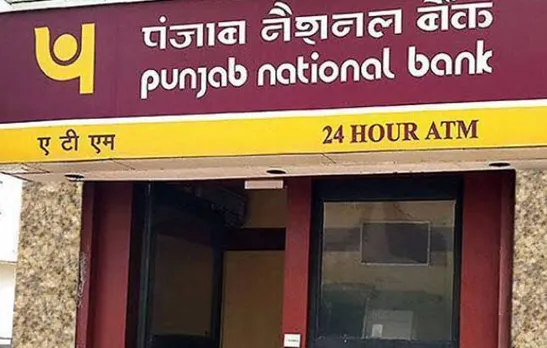 पंजाब नैशनल बैंक
punjab national bank
ए टी एम 24 HOUR ATM